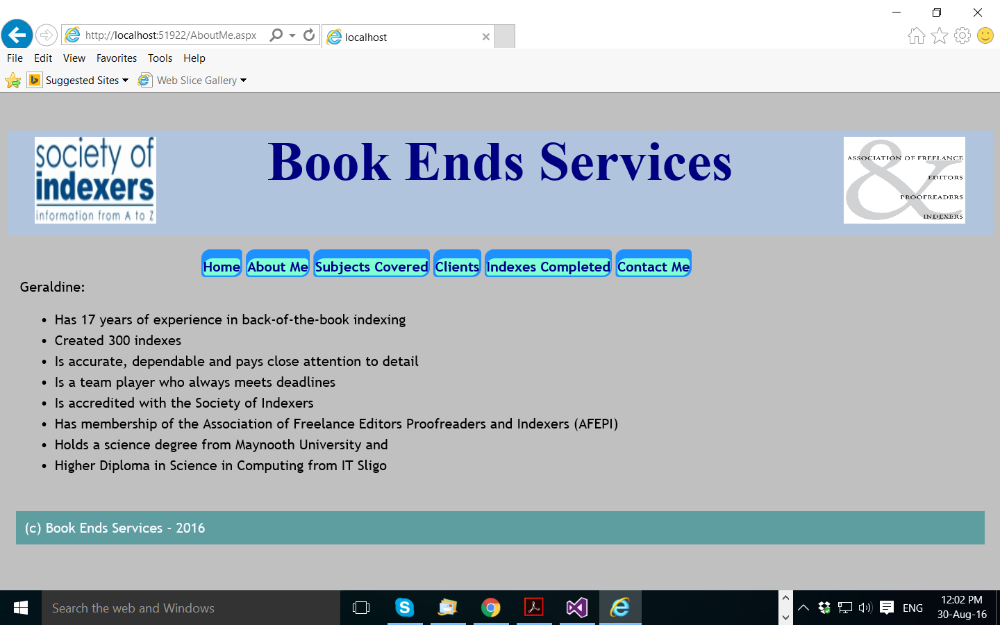 http://localhost:51922/AboutMe.aspx
localhost
File Edit View Favorites Tools Help
Suggested Sites Web Slice Gallery
society of
indexers
information from A to Z
Book Ends Services
ASSOCIATION OF FREELANCE
EDITORS
PROOFREADERS
INDEXERS
&
Home About Me Subjects Covered Clients Indexes Completed Contact Me
Geraldine:
• Has 17 years of experience in back-of-the-book indexing
• Created 300 indexes
• Is accurate, dependable and pays close attention to detail
• Is a team player who always meets deadlines
• Is accredited with the Society of Indexers
• Has membership of the Association of Freelance Editors Proofreaders and Indexers (AFEPI)
• Holds a science degree from Maynooth University and
• Higher Diploma in Science in Computing from IT Sligo
(c) Book Ends Services - 2016
Search the web and Windows
ENG
12:02 PM
30-Aug-16